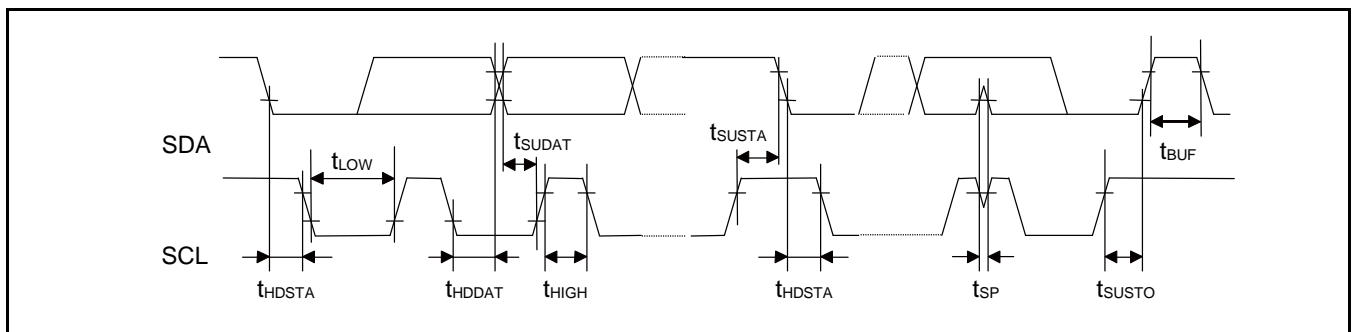 SDA
tLOW
tSUDAT
tSUSTA
tBUF
SCL
tHDSTA
tHDDAT
tHIGH
tHDSTA
tSP
tSUSTO